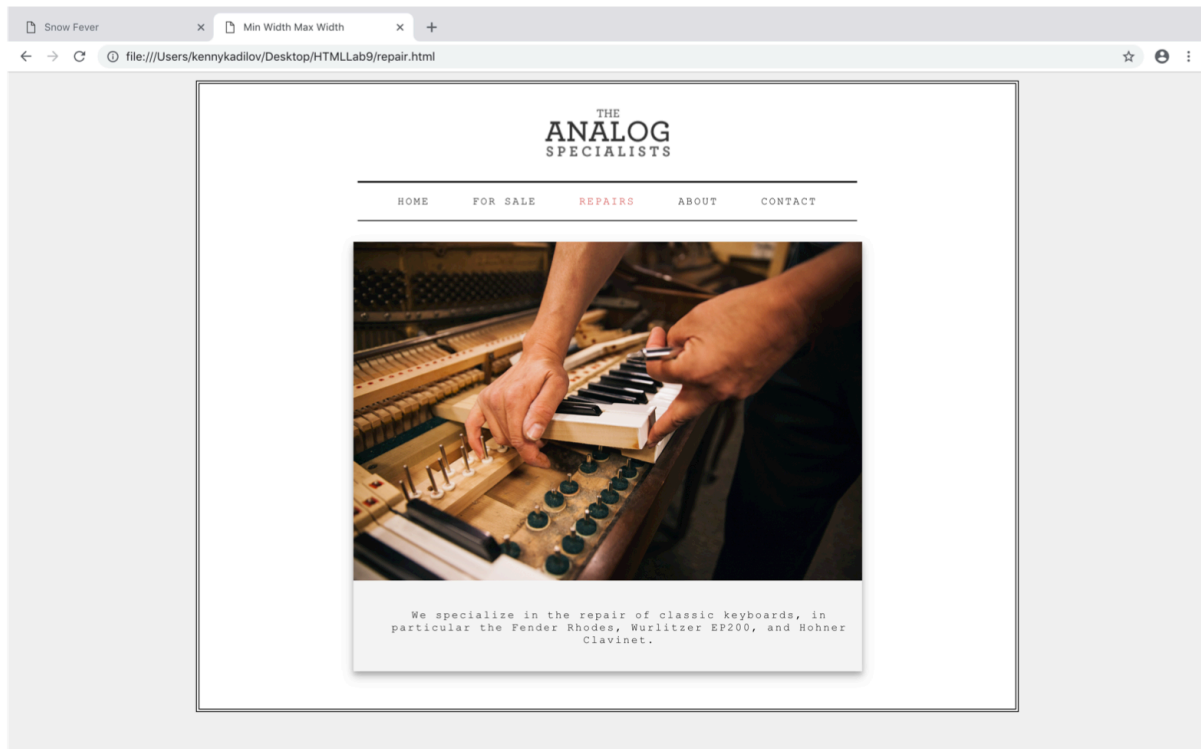 Snow Fever
Min Width Max Width
file:///Users/kennykadilov/Desktop/HTMLLab9/repair.html
THE
ANALOG
SPECIALISTS
HOME FOR SALE REPAIRS ABOUT CONTACT
We specialize in the repair of classic keyboards, in
particular the Fender Rhodes, Wurlitzer EP200, and Hohner
Clavinet.